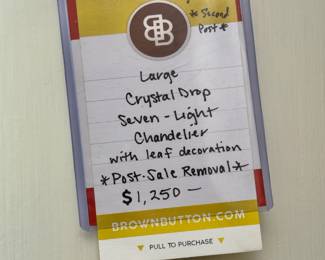 * Second
Post *
BB
Large
Crystal Drop
Seven-Light
Chandelier
with leaf decoration
*Post-Sale Removal*
$1,250 —
BROWNBUTTON.COM
▼ PULL TO PURCHASE ▼